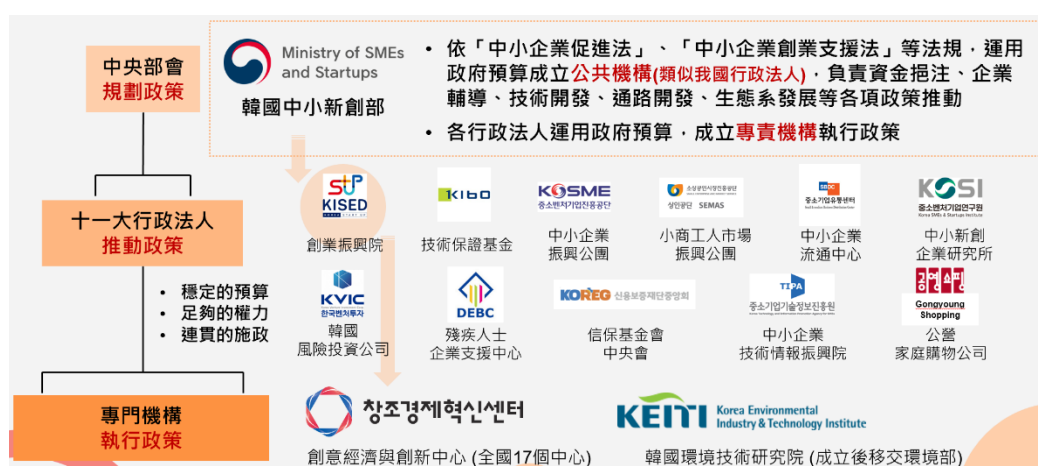 中央部會
規劃政策
Ministry of SMEs
and Startups
韓國中小新創部
• 依「中小企業促進法」、「中小企業創業支援法」等法規，運用
政府預算成立公共機構(類似我國行政法人)，負責資金挹注、企業
輔導、技術開發、通路開發、生態系發展等各項政策推動
• 各行政法人運用政府預算，成立專責機構執行政策
十一大行政法人
推動政策
• 穩定的預算
• 足夠的權力
• 連貫的施政
KISED
創業振興院
KIBO
技術保證基金
KOSME
중소벤처기업진흥공단
中小企業
振興公團
소상공인시장진흥공단
성인공단 SEMAS
小商工人市場
振興公團
SBDC
중소기업유통센터
中小企業
流通中心
KOSI
중소벤처기업연구원
Korea SMEs & Startups Institute
中小新創
企業研究所
KVIC
한국벤처투자
韓國
風險投資公司
DEBC
殘疾人士
企業支援中心
KOREG 신용보증재단중앙회
信保基金會
中央會
TIPA
중소기업기술정보진흥원
中小企業
技術情報振興院
공영쇼핑
Gongyoung
Shopping
公營
家庭購物公司
專門機構
執行政策
창조경제혁신센터
創意經濟與創新中心 (全國17個中心)
KEITI Korea Environmental
Industry & Technology Institute
韓國環境技術研究院 (成立後移交環境部)